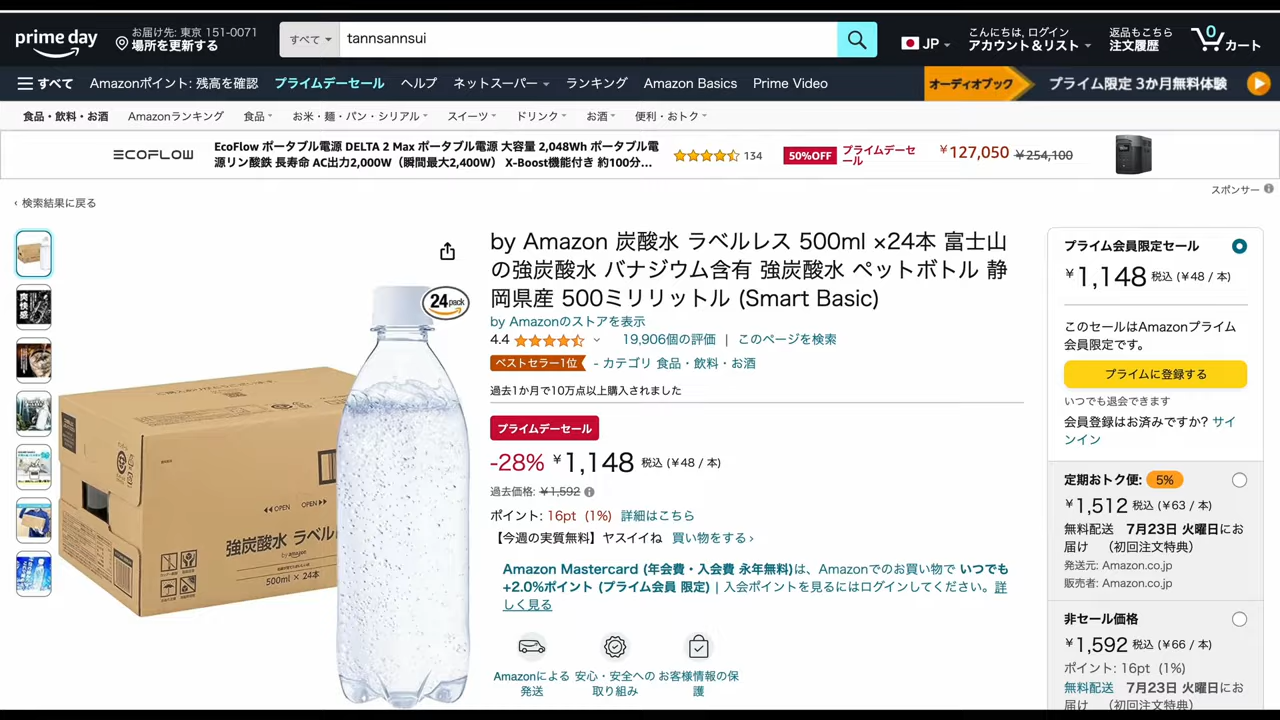 prime day
お届け先: 東京 151-0071
場所を更新する
すべて
tannsannsui
JP
こんにちは, ログイン
アカウント&リスト
返品もこちら
注文履歴
0
カート
すべて Amazonポイント: 残高を確認 プライムデーセール ヘルプ ネットスーパー ランキング Amazon Basics Prime Video
オーディオブック プライム限定 3か月無料体験
食品・飲料・お酒 Amazonランキング 食品 お米・麺・パン・シリアル スイーツ ドリンク お酒 便利・おトク
ECOFLOW
EcoFlow ポータブル電源 DELTA 2 Max ポータブル電源 大容量 2,048Wh ポータブル電
源リン酸鉄 長寿命 AC出力2,000W（瞬間最大2,400W） X-Boost機能付き 約100分...
134
50%OFF
プライムデーセ
ール
¥127,050 ¥254,100
スポンサー
‹ 検索結果に戻る
24
pack
OPEN OPEN
強炭酸水 ラベル
by amazon
500ml × 24本
by Amazon 炭酸水 ラベルレス 500ml ×24本 富士山
の強炭酸水 バナジウム含有 強炭酸水 ペットボトル 静
岡県産 500ミリリットル (Smart Basic)
by Amazonのストアを表示
4.4 19,906個の評価 | このページを検索
ベストセラー1位 - カテゴリ 食品・飲料・お酒
過去1か月で10万点以上購入されました
プライムデーセール
-28% ¥1,148 税込 (¥48 / 本)
過去価格: ¥1,592
ポイント: 16pt (1%) 詳細はこちら
【今週の実質無料】ヤスイイね 買い物をする ›
Amazon Mastercard (年会費・入会費 永年無料)は、Amazonでのお買い物で いつでも
+2.0%ポイント (プライム会員 限定) | 入会ポイントを見るにはログインしてください。詳
しく見る
Amazonによる
発送
安心・安全への
取り組み
お客様情報の保
護
プライム会員限定セール
¥1,148 税込 (¥48 / 本)
このセールはAmazonプライム
会員限定です。
プライムに登録する
いつでも退会できます
会員登録はお済みですか? サイ
ンイン
定期おトク便: 5%
¥1,512 税込 (¥63 / 本)
無料配送 7月23日 火曜日にお
届け （初回注文特典）
発送元: Amazon.co.jp
販売者: Amazon.co.jp
非セール価格
¥1,592 税込 (¥66 / 本)
ポイント: 16pt (1%)
無料配送 7月23日 火曜日にお
届け （初回注文特典）